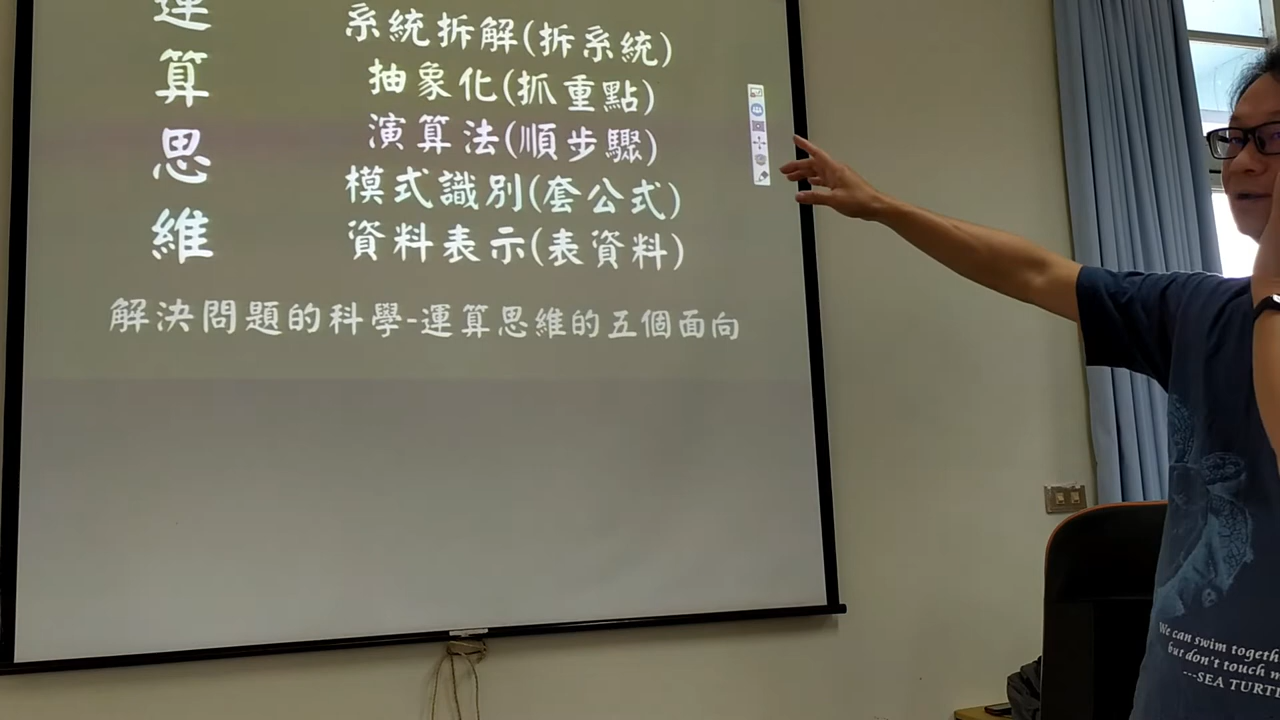 運算思維
系統拆解(拆系統)
抽象化(抓重點)
演算法(順步驟)
模式識別(套公式)
資料表示(表資料)
解決問題的科學-運算思維的五個面向
We can swim togeth
but don't touch m
---SEA TURTL